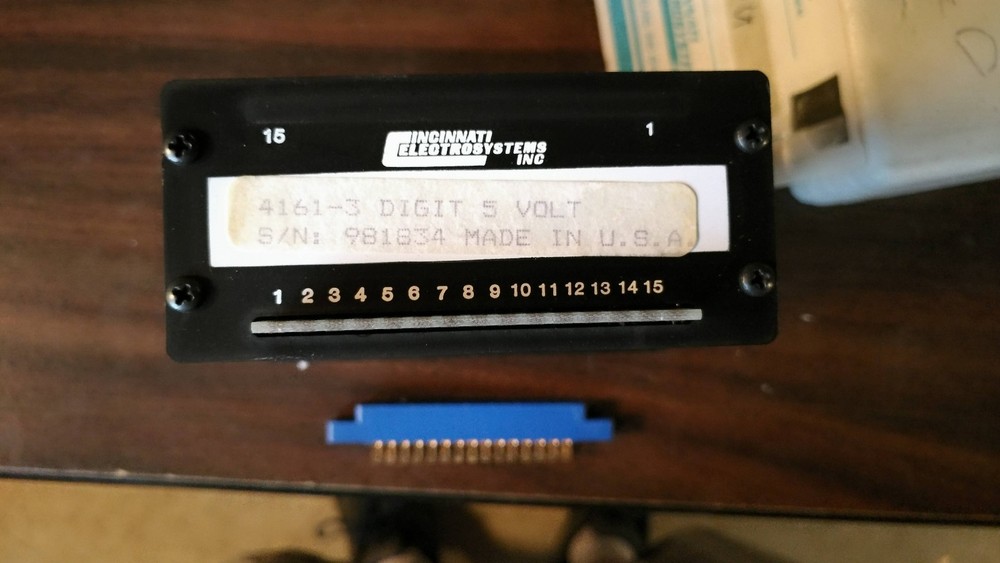 15 1
CINCINNATI
ELECTROSYSTEMS
INC
4161-3 DIGIT 5 VOLT
S/N: 981834 MADE IN U.S.A.
1 2 3 4 5 6 7 8 9 10 11 12 13 14 15